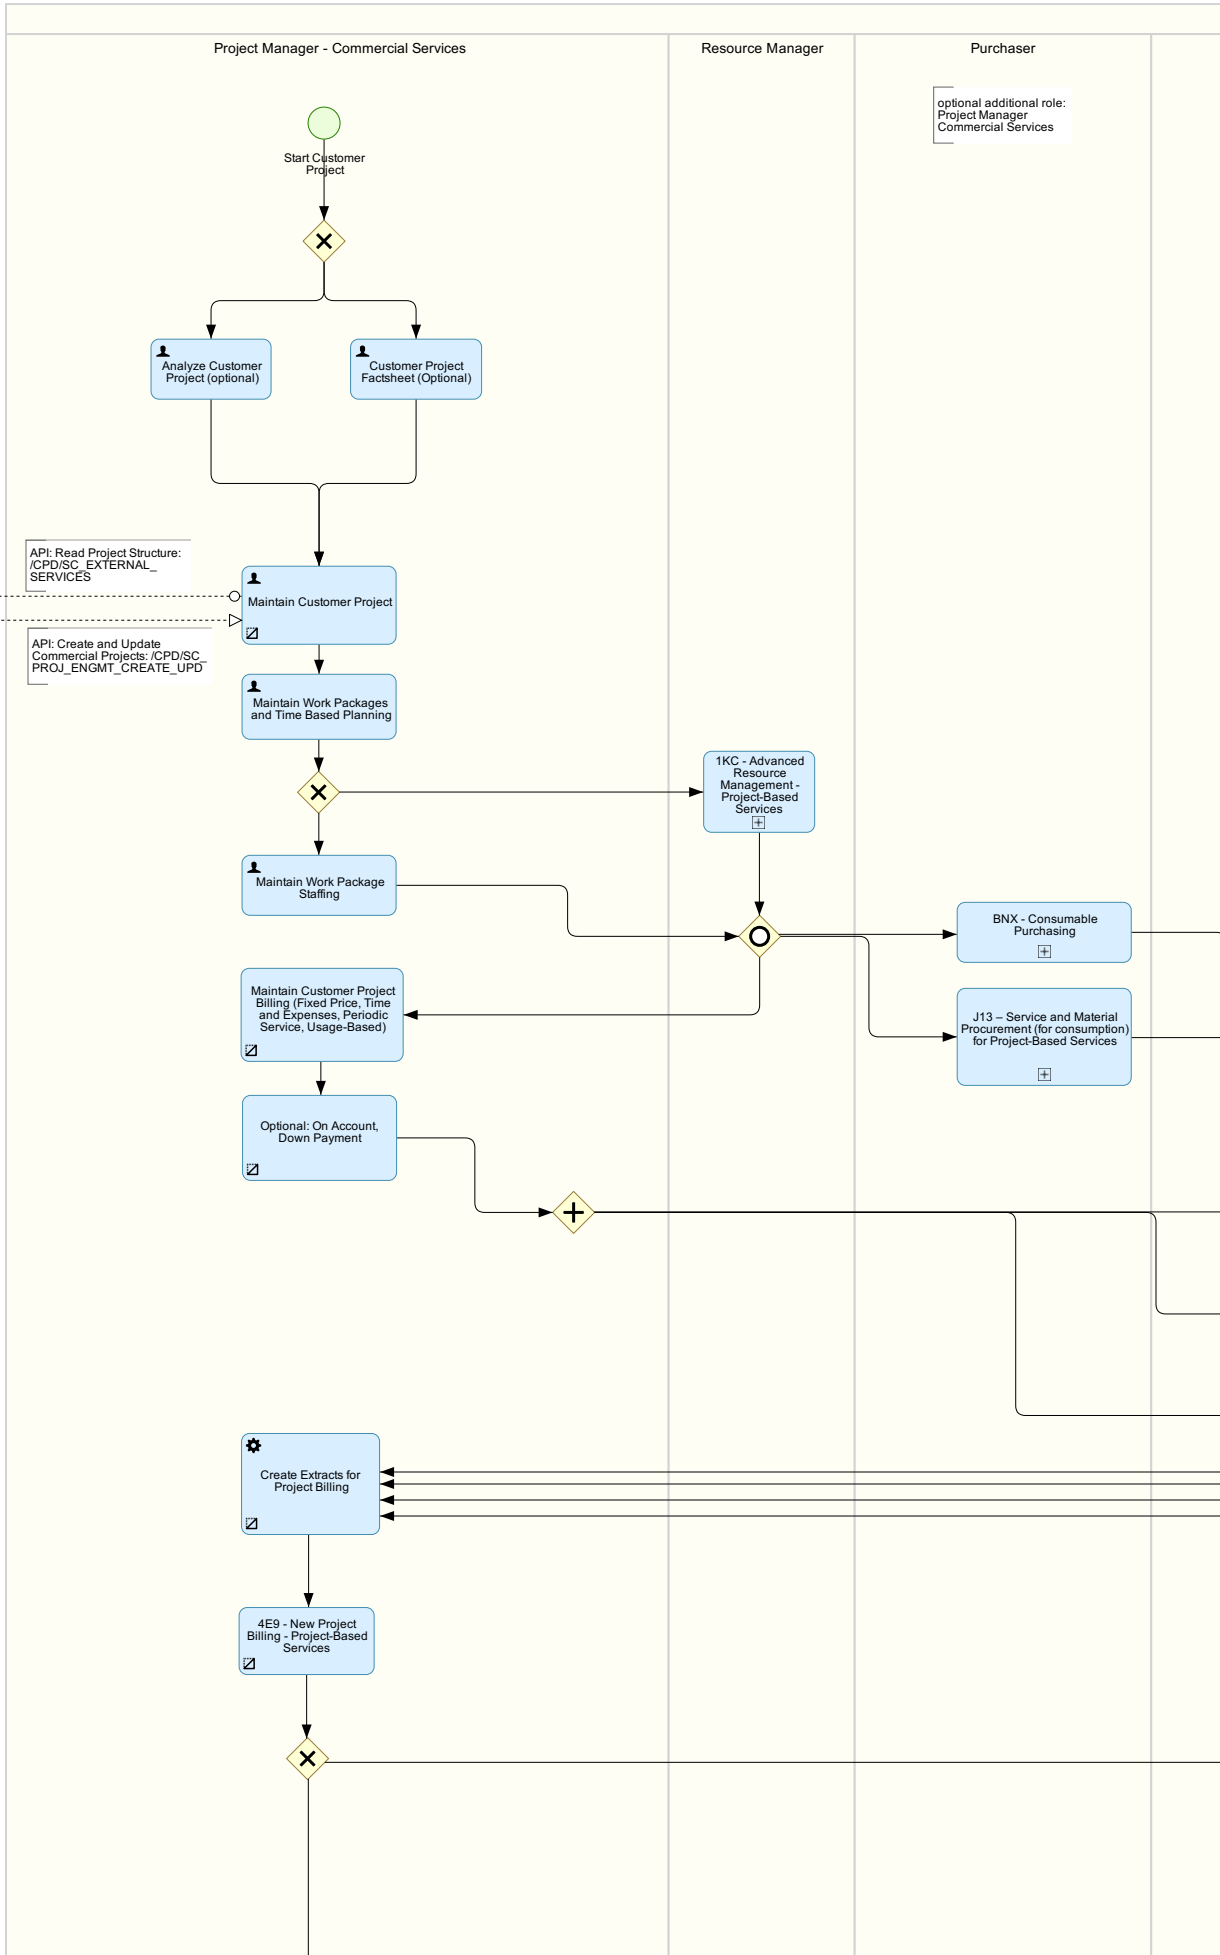 Project Manager - Commercial Services
Resource Manager
Purchaser
optional additional role:
Project Manager
Commercial Services
Start Customer
Project
Analyze Customer
Project (optional)
Customer Project
Factsheet (Optional)
API: Read Project Structure:
/CPD/SC_EXTERNAL_
SERVICES
Maintain Customer Project
API: Create and Update
Commercial Projects: /CPD/SC_
PROJ_ENGMT_CREATE_UPD
Maintain Work Packages
and Time Based Planning
1KC - Advanced
Resource
Management -
Project-Based
Services
Maintain Work Package
Staffing
BNX - Consumable
Purchasing
Maintain Customer Project
Billing (Fixed Price, Time
and Expenses, Periodic
Service, Usage-Based)
J13 – Service and Material
Procurement (for consumption)
for Project-Based Services
Optional: On Account,
Down Payment
Create Extracts for
Project Billing
4E9 - New Project
Billing - Project-Based
Services